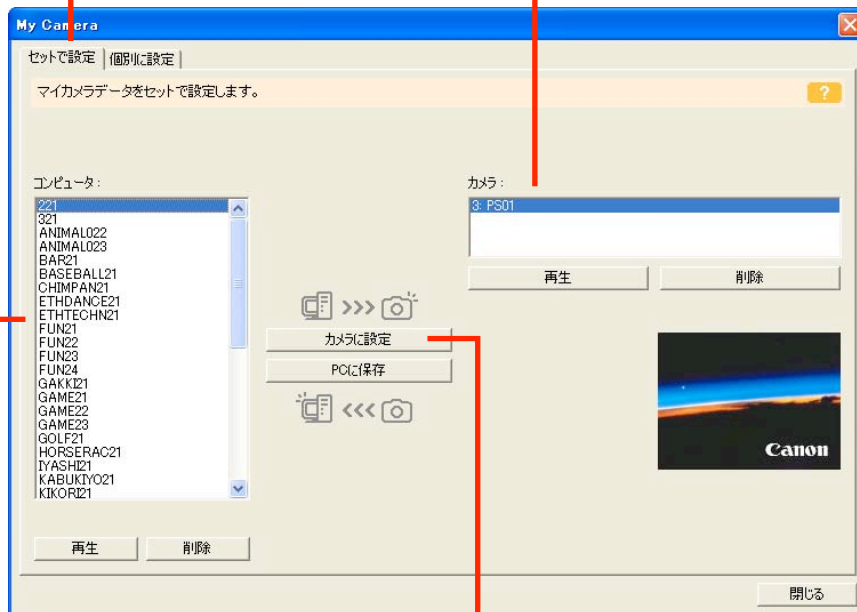 My Camera
セットで設定
個別に設定
マイカメラデータをセットで設定します。
?
コンピュータ:
カメラ:
221
321
ANIMAL022
ANIMAL023
BAR21
BASEBALL21
CHIMPAN21
ETHDANCE21
ETHTECHN21
FUN21
FUN22
FUN23
FUN24
GAKKI21
GAME21
GAME22
GAME23
GOLF21
HORSERAC21
IYASHI21
KABUKIYO21
KIKORI21
3: PS01
再生
削除
>>>
カメラに設定
PCに保存
<<<
Canon
再生
削除
閉じる